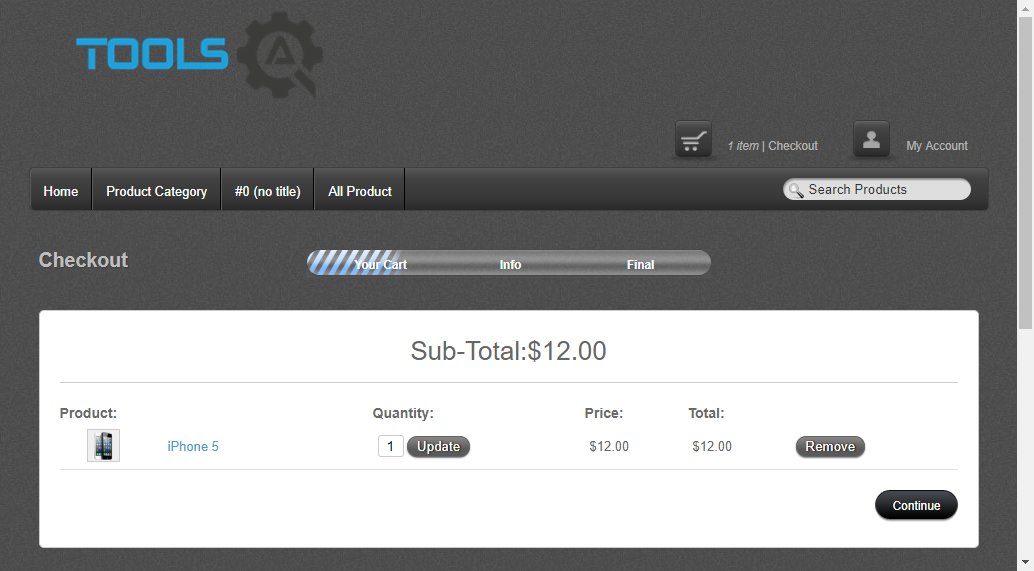 TOOLS
1 item | Checkout
My Account
Home
Product Category
#0 (no title)
All Product
Search Products
Checkout
Your Cart
Info
Final
Sub-Total:$12.00
Product:
Quantity:
Price:
Total:
iPhone 5
1
Update
$12.00
$12.00
Remove
Continue